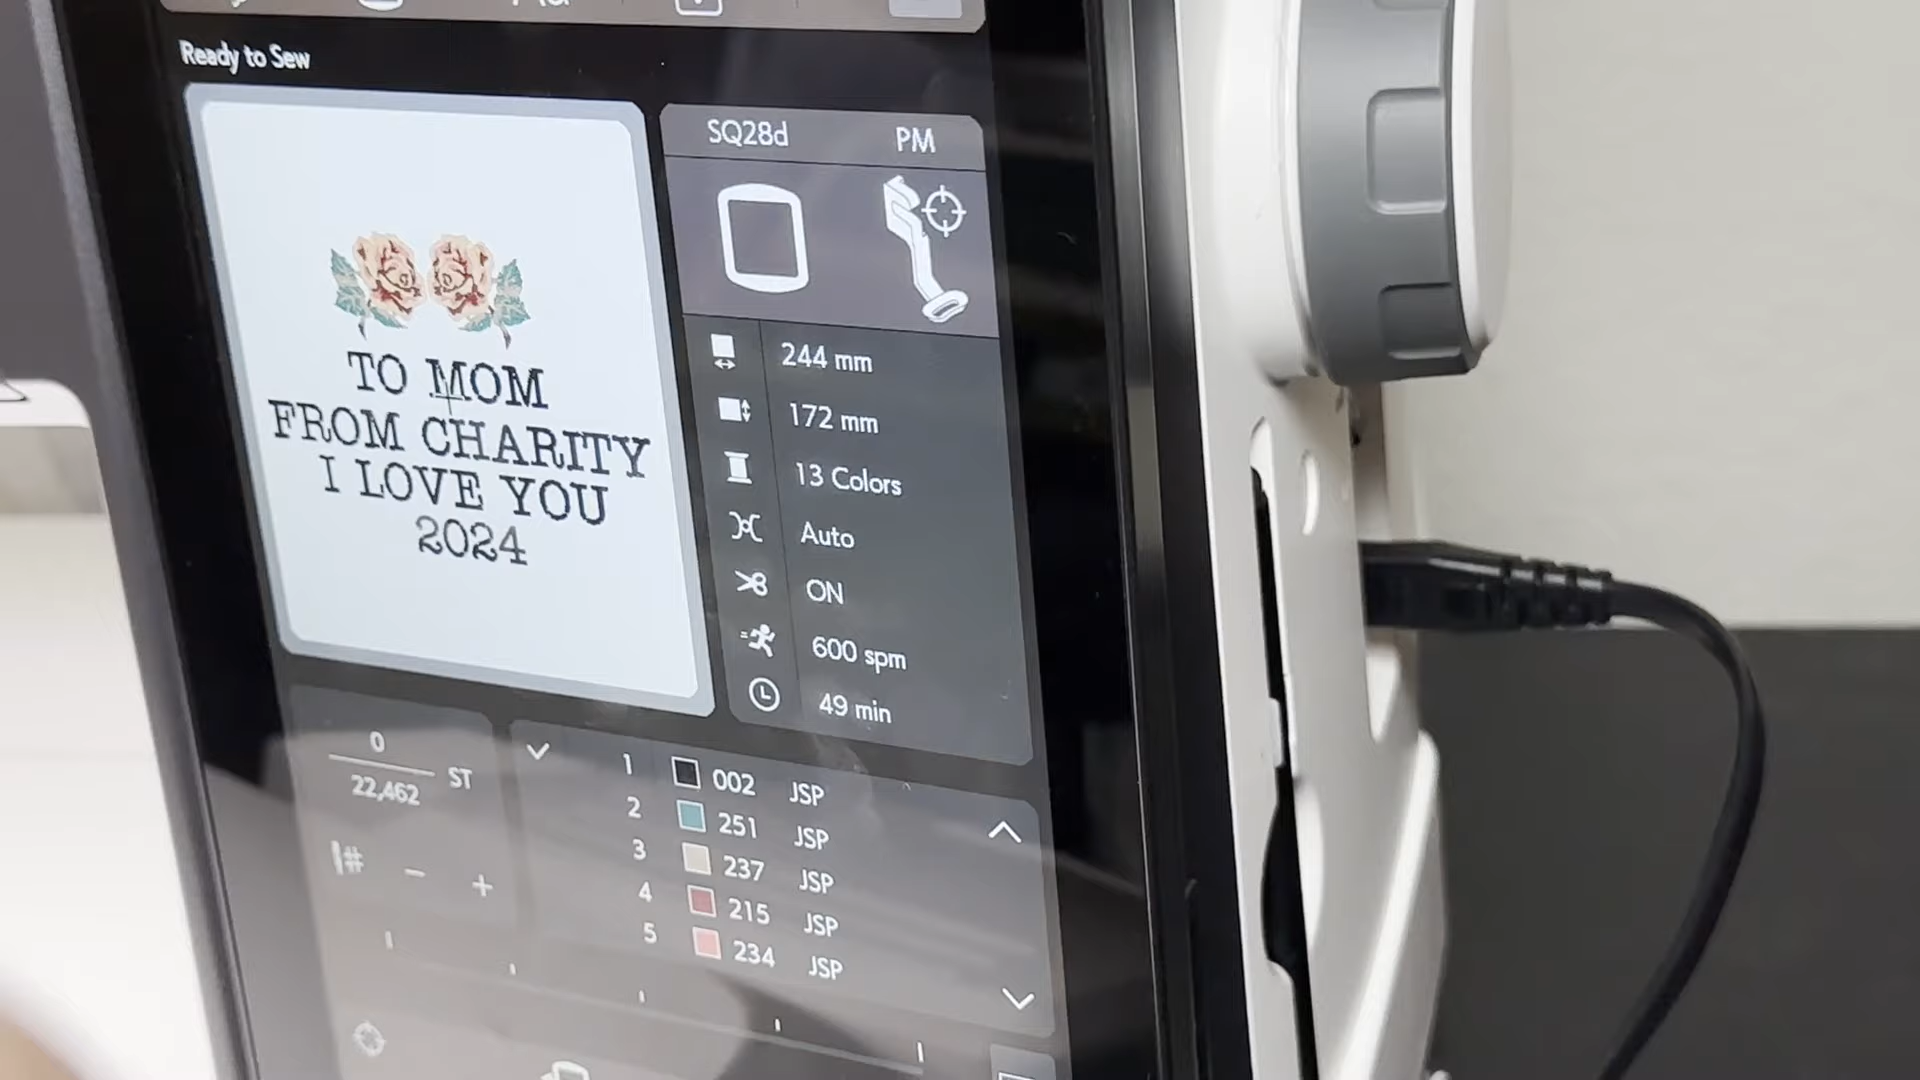 Ready to Sew
TO MOM
FROM CHARITY
I LOVE YOU
2024
SQ28d PM
244 mm
172 mm
13 Colors
Auto
ON
600 spm
49 min
0
22,462 ST
#
- +
1 002 JSP
2 251 JSP
3 237 JSP
4 215 JSP
5 234 JSP